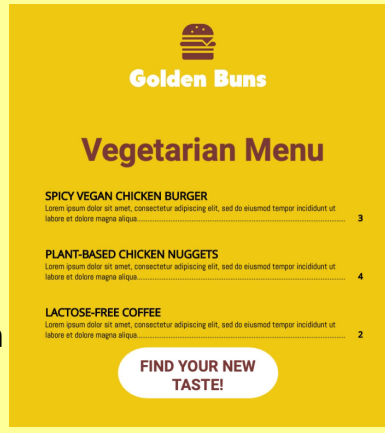 Golden Buns
Vegetarian Menu
SPICY VEGAN CHICKEN BURGER
Lorem ipsum dolor sit amet, consectetur adipiscing elit, sed do eiusmod tempor incididunt ut
labore et dolore magna aliqua.................................................................................... 3
PLANT-BASED CHICKEN NUGGETS
Lorem ipsum dolor sit amet, consectetur adipiscing elit, sed do eiusmod tempor incididunt ut
labore et dolore magna aliqua.................................................................................... 4
LACTOSE-FREE COFFEE
Lorem ipsum dolor sit amet, consectetur adipiscing elit, sed do eiusmod tempor incididunt ut
labore et dolore magna aliqua.................................................................................... 2
FIND YOUR NEW
TASTE!